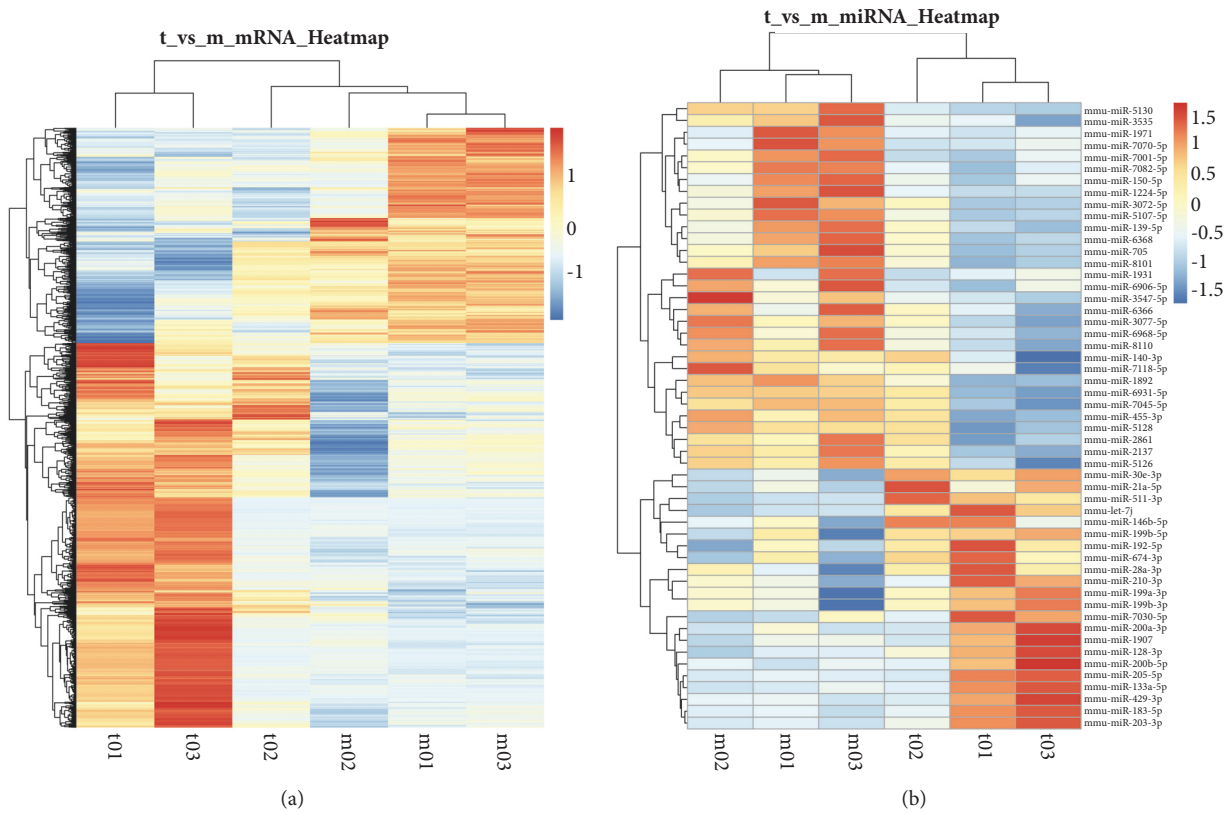 t_vs_m_mRNA_Heatmap
1
0
-1
t01
t03
t02
m02
m01
m03
(a)
t_vs_m_miRNA_Heatmap
mmu-miR-5130
mmu-miR-3535
mmu-miR-1971
mmu-miR-7070-5p
mmu-miR-7001-5p
mmu-miR-7082-5p
mmu-miR-150-5p
mmu-miR-1224-5p
mmu-miR-3072-5p
mmu-miR-5107-5p
mmu-miR-139-5p
mmu-miR-6368
mmu-miR-705
mmu-miR-8101
mmu-miR-1931
mmu-miR-6906-5p
mmu-miR-3547-5p
mmu-miR-6366
mmu-miR-3077-5p
mmu-miR-6968-5p
mmu-miR-8110
mmu-miR-140-3p
mmu-miR-7118-5p
mmu-miR-1892
mmu-miR-6931-5p
mmu-miR-7045-5p
mmu-miR-455-3p
mmu-miR-5128
mmu-miR-2861
mmu-miR-2137
mmu-miR-5126
mmu-miR-30e-3p
mmu-miR-21a-5p
mmu-miR-511-3p
mmu-let-7j
mmu-miR-146b-5p
mmu-miR-199b-5p
mmu-miR-192-5p
mmu-miR-674-3p
mmu-miR-28a-3p
mmu-miR-210-3p
mmu-miR-199a-3p
mmu-miR-199b-3p
mmu-miR-7030-5p
mmu-miR-200a-3p
mmu-miR-1907
mmu-miR-128-3p
mmu-miR-200b-5p
mmu-miR-205-5p
mmu-miR-133a-5p
mmu-miR-429-3p
mmu-miR-183-5p
mmu-miR-203-3p
1.5
1
0.5
0
-0.5
-1
-1.5
m02
m01
m03
t02
t01
t03
(b)